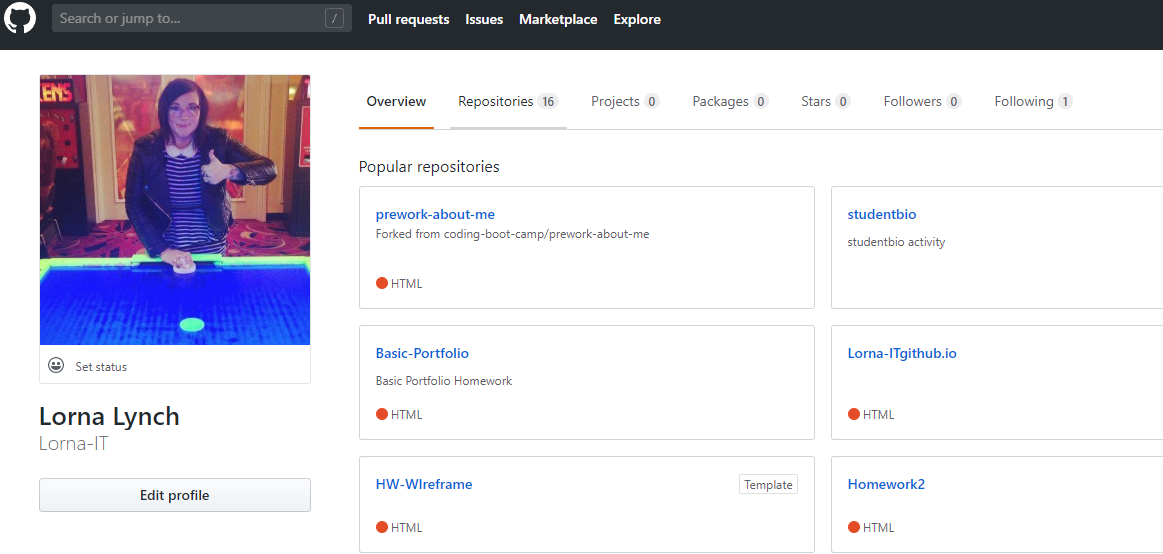 Search or jump to... /
Pull requests Issues Marketplace Explore
Overview Repositories 16 Projects 0 Packages 0 Stars 0 Followers 0 Following 1
KENS
Set status
Lorna Lynch
Lorna-IT
Edit profile
Popular repositories
prework-about-me
Forked from coding-boot-camp/prework-about-me
HTML
studentbio
studentbio activity
Basic-Portfolio
Basic Portfolio Homework
HTML
Lorna-ITgithub.io
HTML
HW-WIreframe Template
HTML
Homework2
HTML